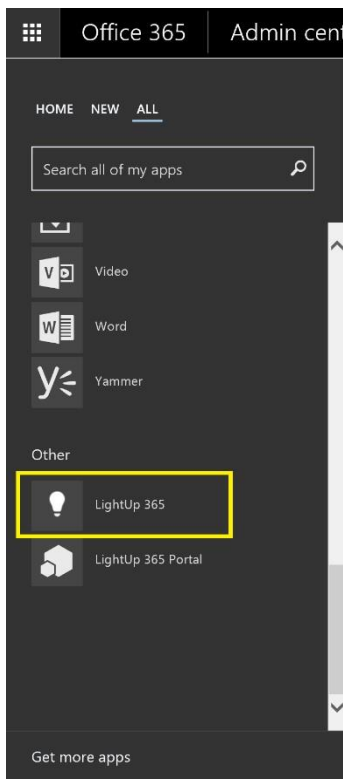 Office 365 Admin cent
HOME NEW ALL
Search all of my apps
Video
Word
Yammer
Other
LightUp 365
LightUp 365 Portal
Get more apps